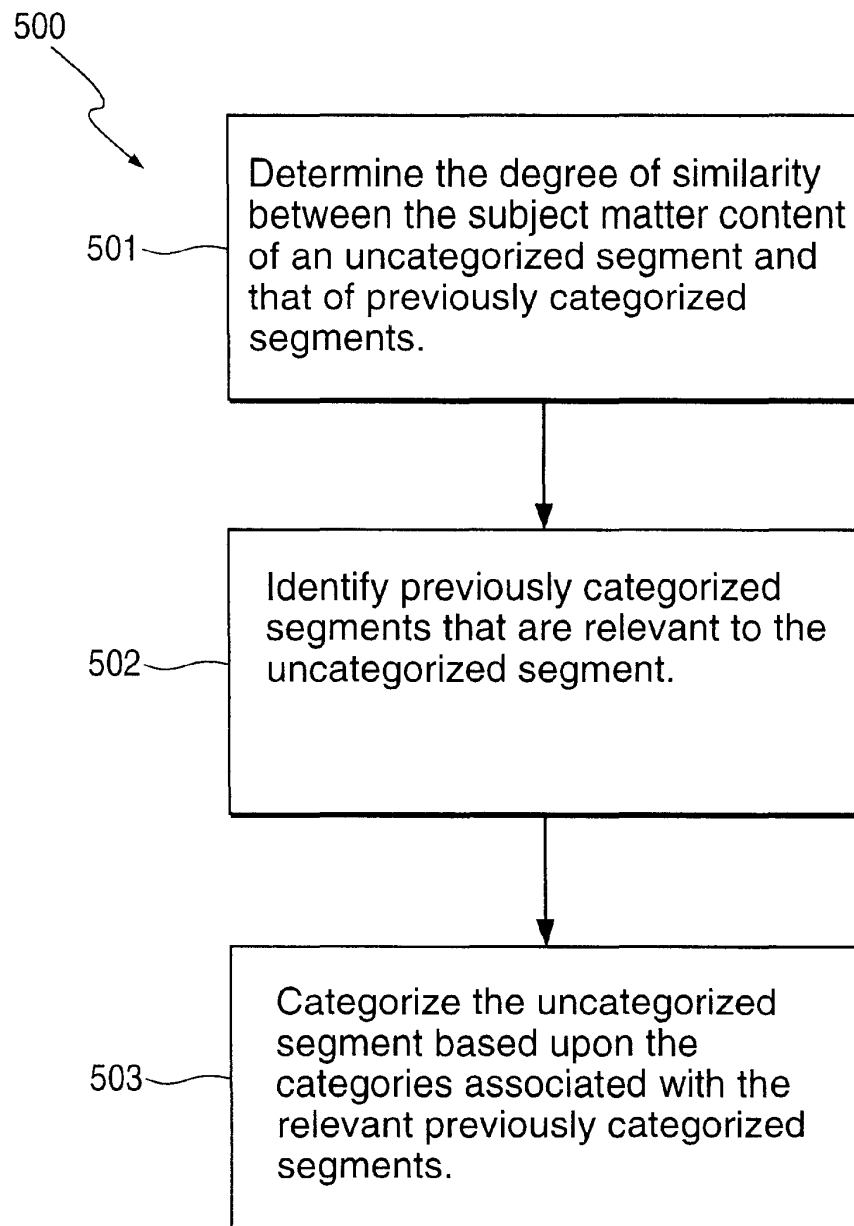 500
Determine the degree of similarity
between the subject matter content
of an uncategorized segment and
that of previously categorized
segments.
501
Identify previously categorized
segments that are relevant to the
uncategorized segment.
502
Categorize the uncategorized
segment based upon the
categories associated with the
relevant previously categorized
segments.
503